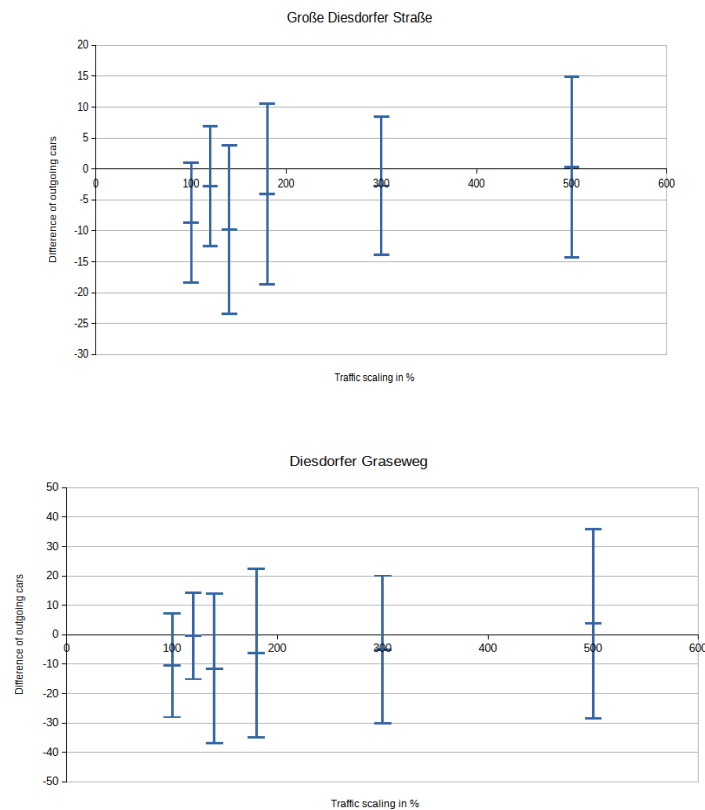 Große Diesdorfer Straße
20
15
10
5
0
-5
-10
-15
-20
-25
-30
0 100 200 300 400 500 600
Difference of outgoing cars
Traffic scaling in %
Diesdorfer Graseweg
50
40
30
20
10
0
-10
-20
-30
-40
-50
0 100 200 300 400 500 600
Difference of outgoing cars
Traffic scaling in %